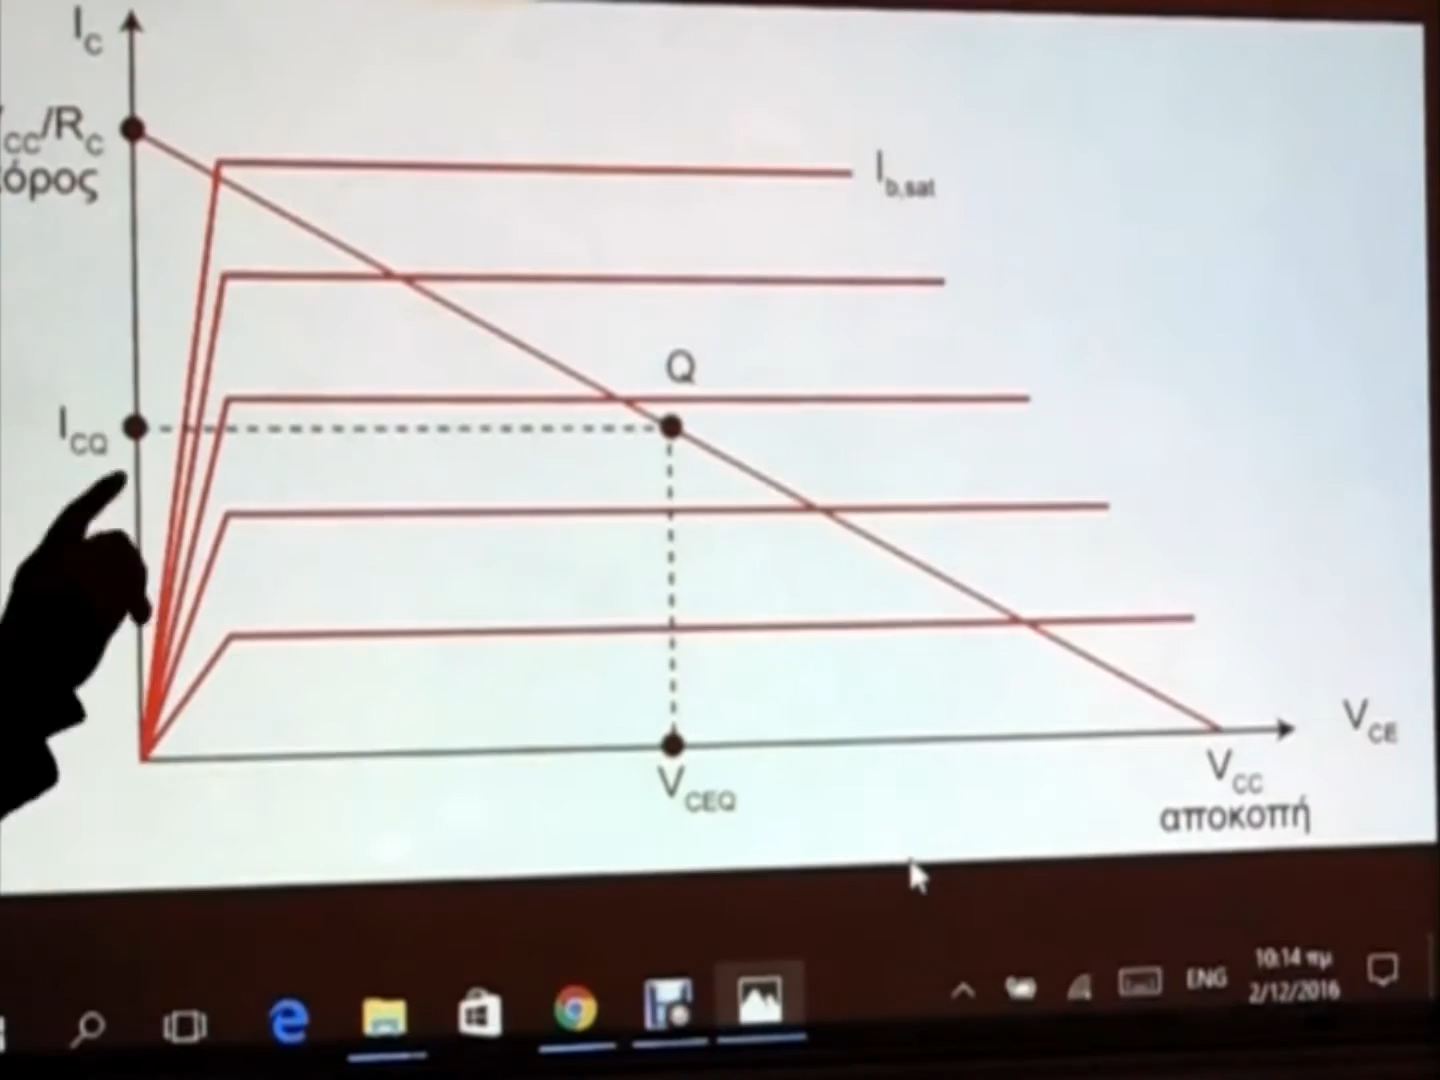 I_C
CC/R_C
όρος
I_b,sat
Q
I_CQ
V_CE
V_CEQ
V_CC
αποκοπή
ENG
10:14 πμ
2/12/2016